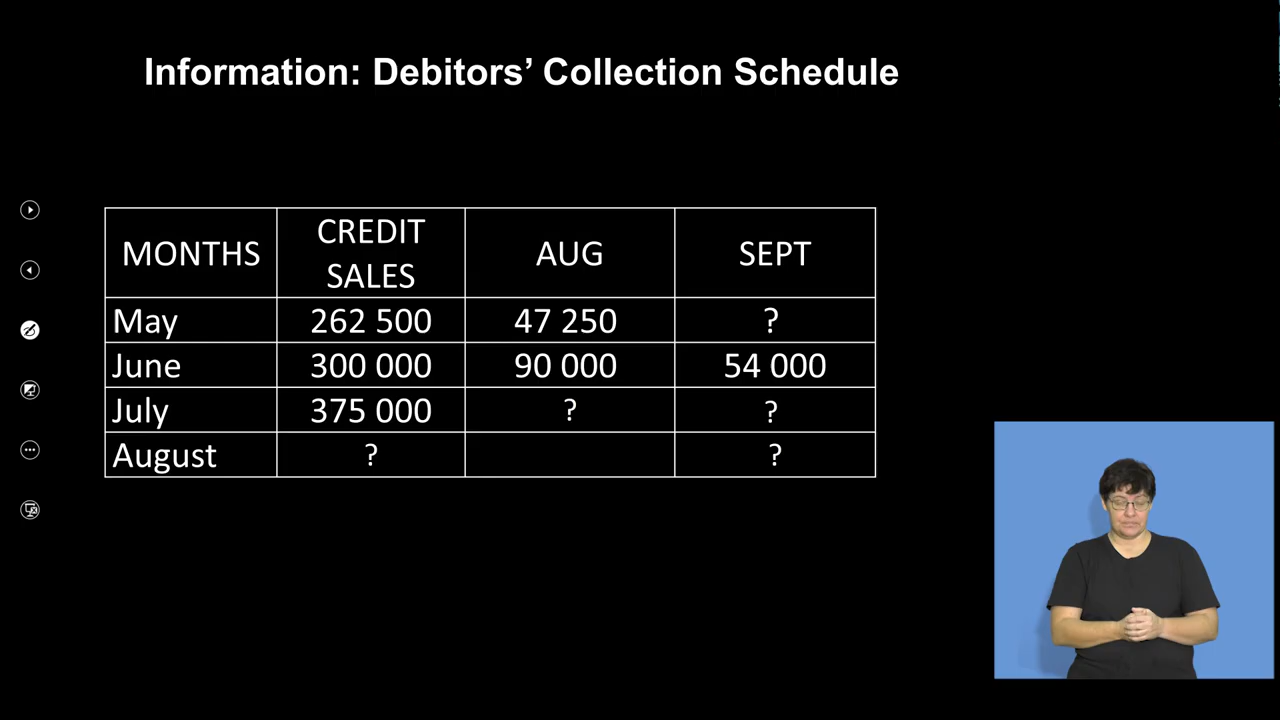 Information: Debitors’ Collection Schedule
MONTHS CREDIT SALES AUG SEPT
May 262 500 47 250 ?
June 300 000 90 000 54 000
July 375 000 ? ?
August ? ?